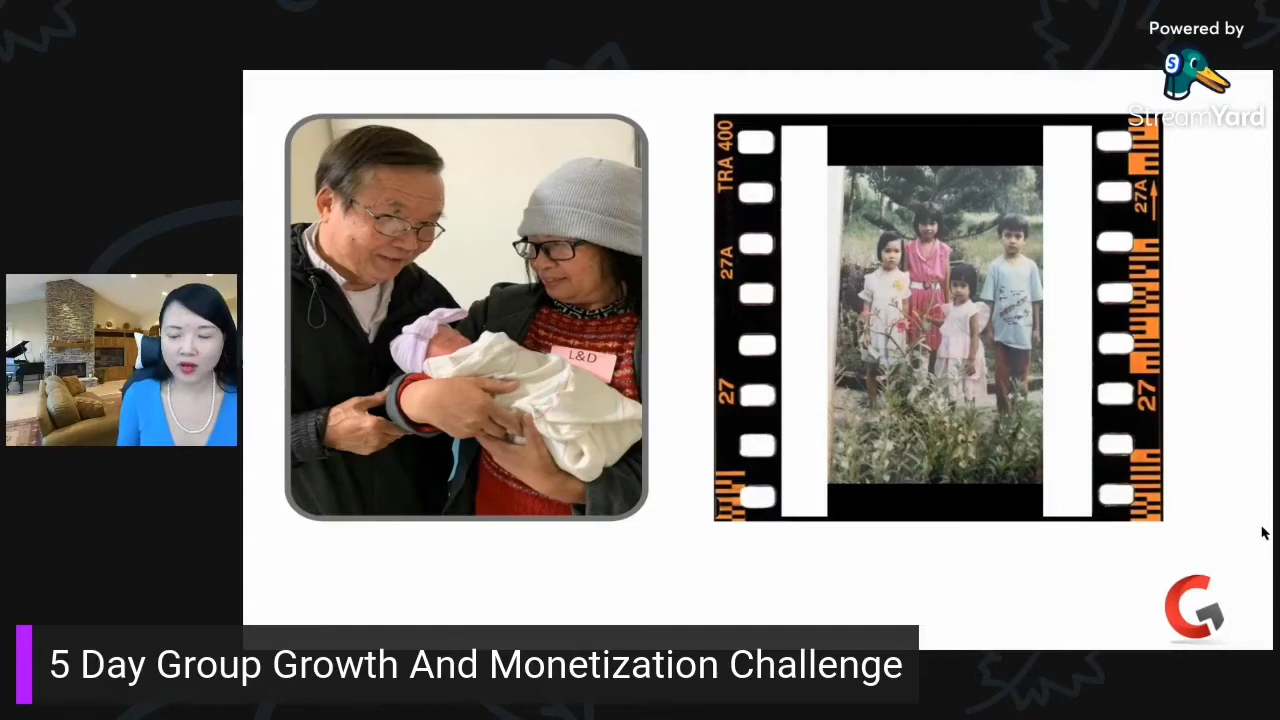 Powered by
StreamYard
S
TRA 400
27A
27
27A
27
L&D
G
5 Day Group Growth And Monetization Challenge